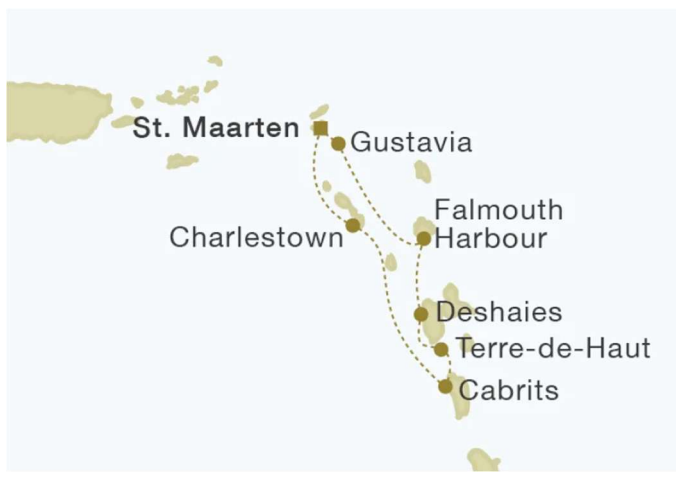 St. Maarten
Gustavia
Falmouth
Harbour
Charlestown
Deshaies
Terre-de-Haut
Cabrits